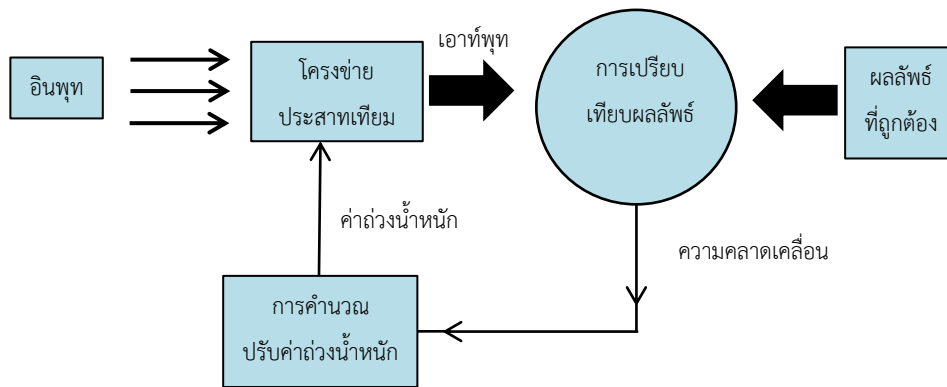 อินพุท
โครงข่าย
ประสาทเทียม
เอาท์พุท
การเปรียบ
เทียบผลลัพธ์
ผลลัพธ์
ที่ถูกต้อง
ค่าถ่วงน้ำหนัก
ความคลาดเคลื่อน
การคำนวณ
ปรับค่าถ่วงน้ำหนัก